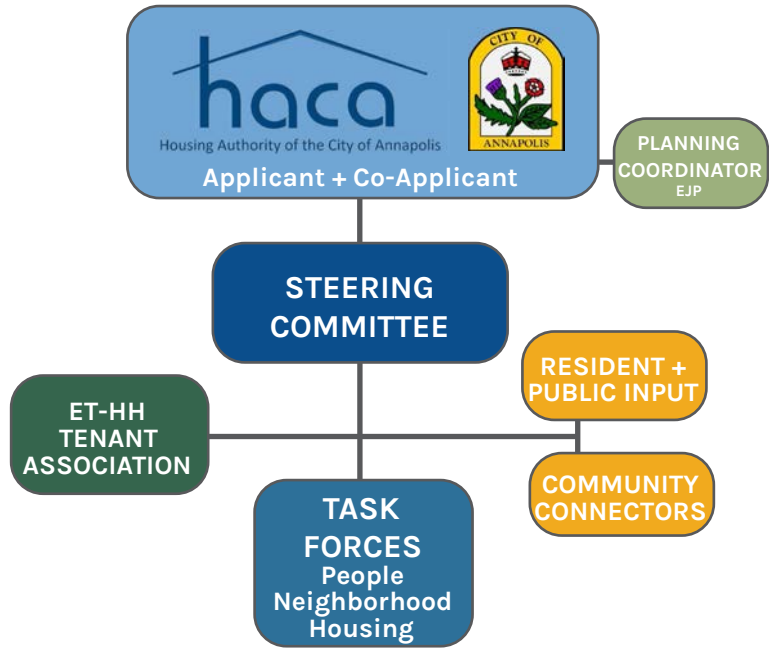 haca
Housing Authority of the City of Annapolis
CITY OF
ANNAPOLIS
Applicant + Co-Applicant
PLANNING
COORDINATOR
EJP
STEERING
COMMITTEE
RESIDENT +
PUBLIC INPUT
ET-HH
TENANT
ASSOCIATION
COMMUNITY
CONNECTORS
TASK
FORCES
People
Neighborhood
Housing